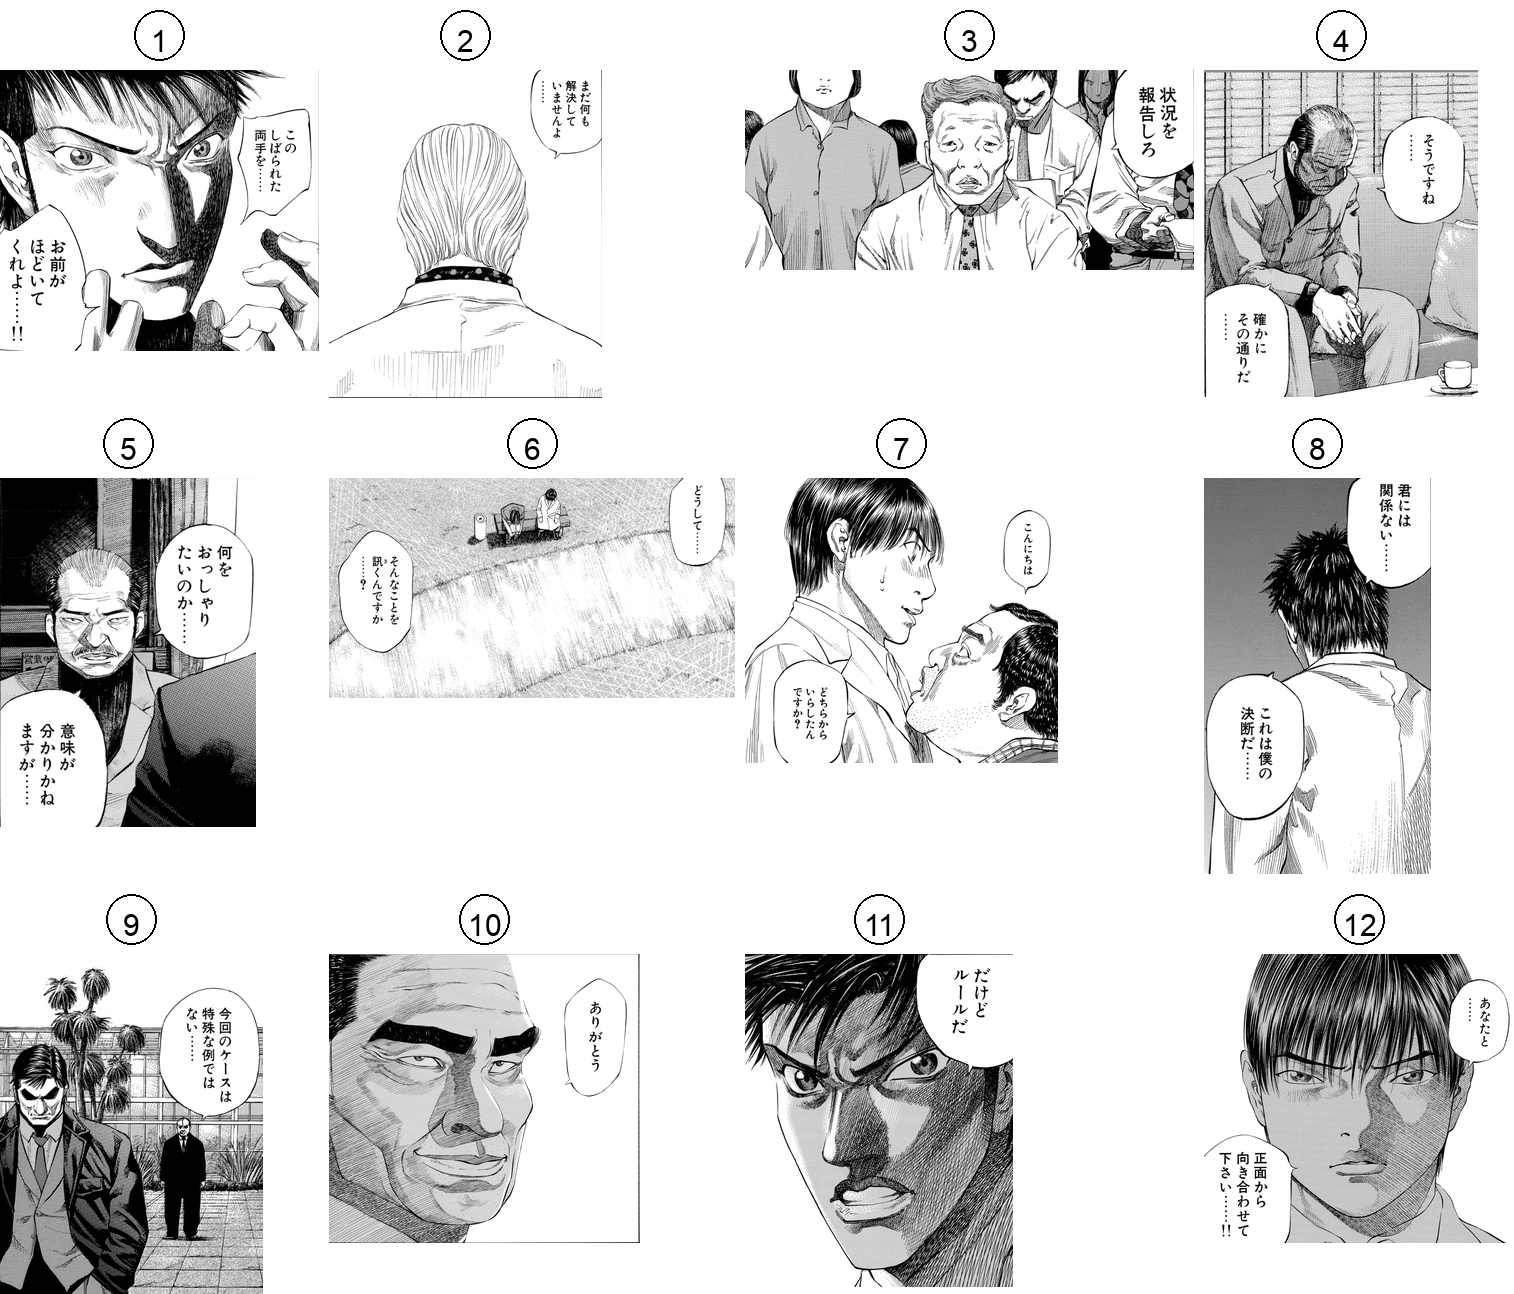 1
この
しばられた
両手を……
お前が
ほどいて
くれよ……!!
2
まだ何も
解決して
いませんよ
……
3
状況を
報告しろ
4
そうですね
……
確かに
その通りだ
……
5
何を
おっしゃり
たいのか……
意味が
分かりかね
ますが……
6
どうして……
そんなことを
訊くんですか
……?
き
7
こんにちは
どちらから
いらしたん
ですか?
8
君には
関係ない……
これは僕の
決断だ……
9
今回のケースは
特殊な例では
ない……
10
ありがとう
11
だけど
ルールだ
12
あなたと
……
正面から
向き合わせて
下さい……!!